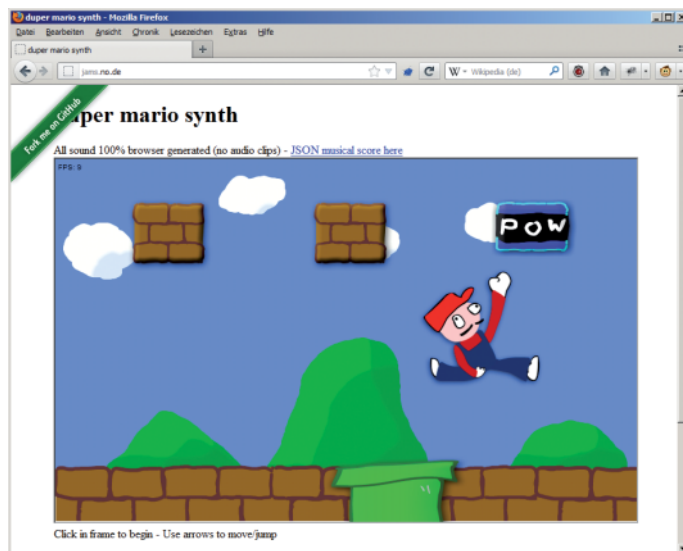 duper mario synth - Mozilla Firefox
Datei Bearbeiten Ansicht Chronik Lesezeichen Extras Hilfe
duper mario synth
jams.no.de
W Wikipedia (de)
Fork me on GitHub
duper mario synth
All sound 100% browser generated (no audio clips) - JSON musical score here
FPS: 9
POW
Click in frame to begin - Use arrows to move/jump